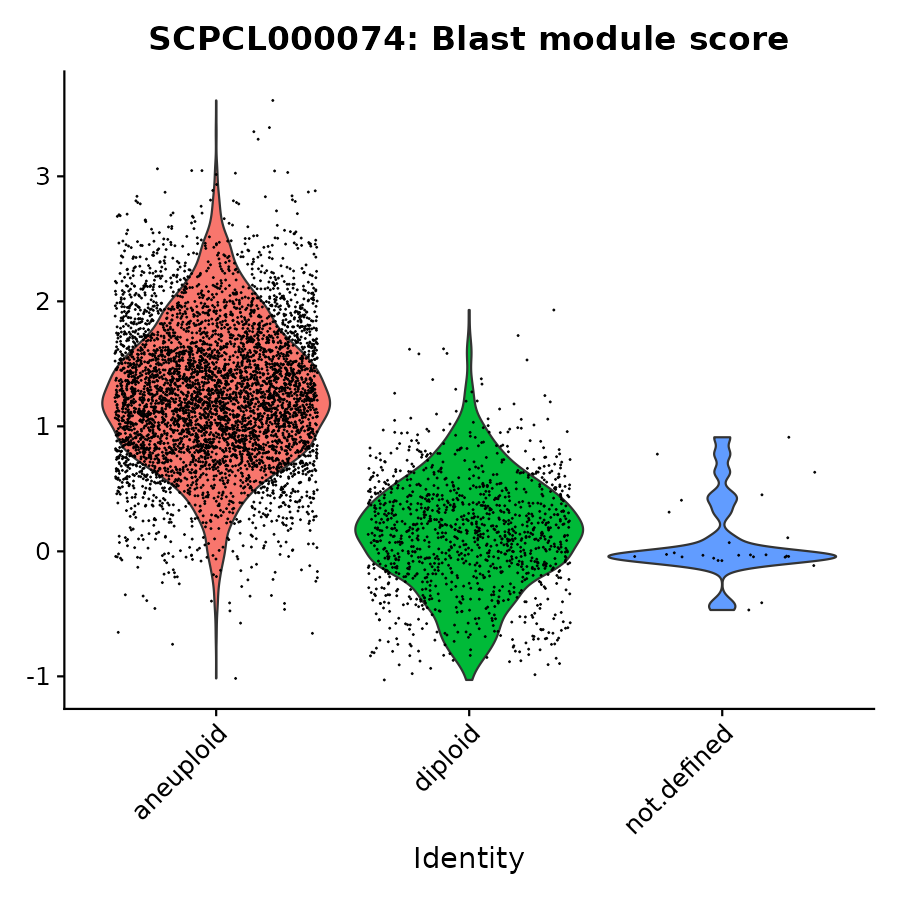 SCPCL000074: Blast module score
3
2
1
0
-1
aneuploid
diploid
not.defined
Identity